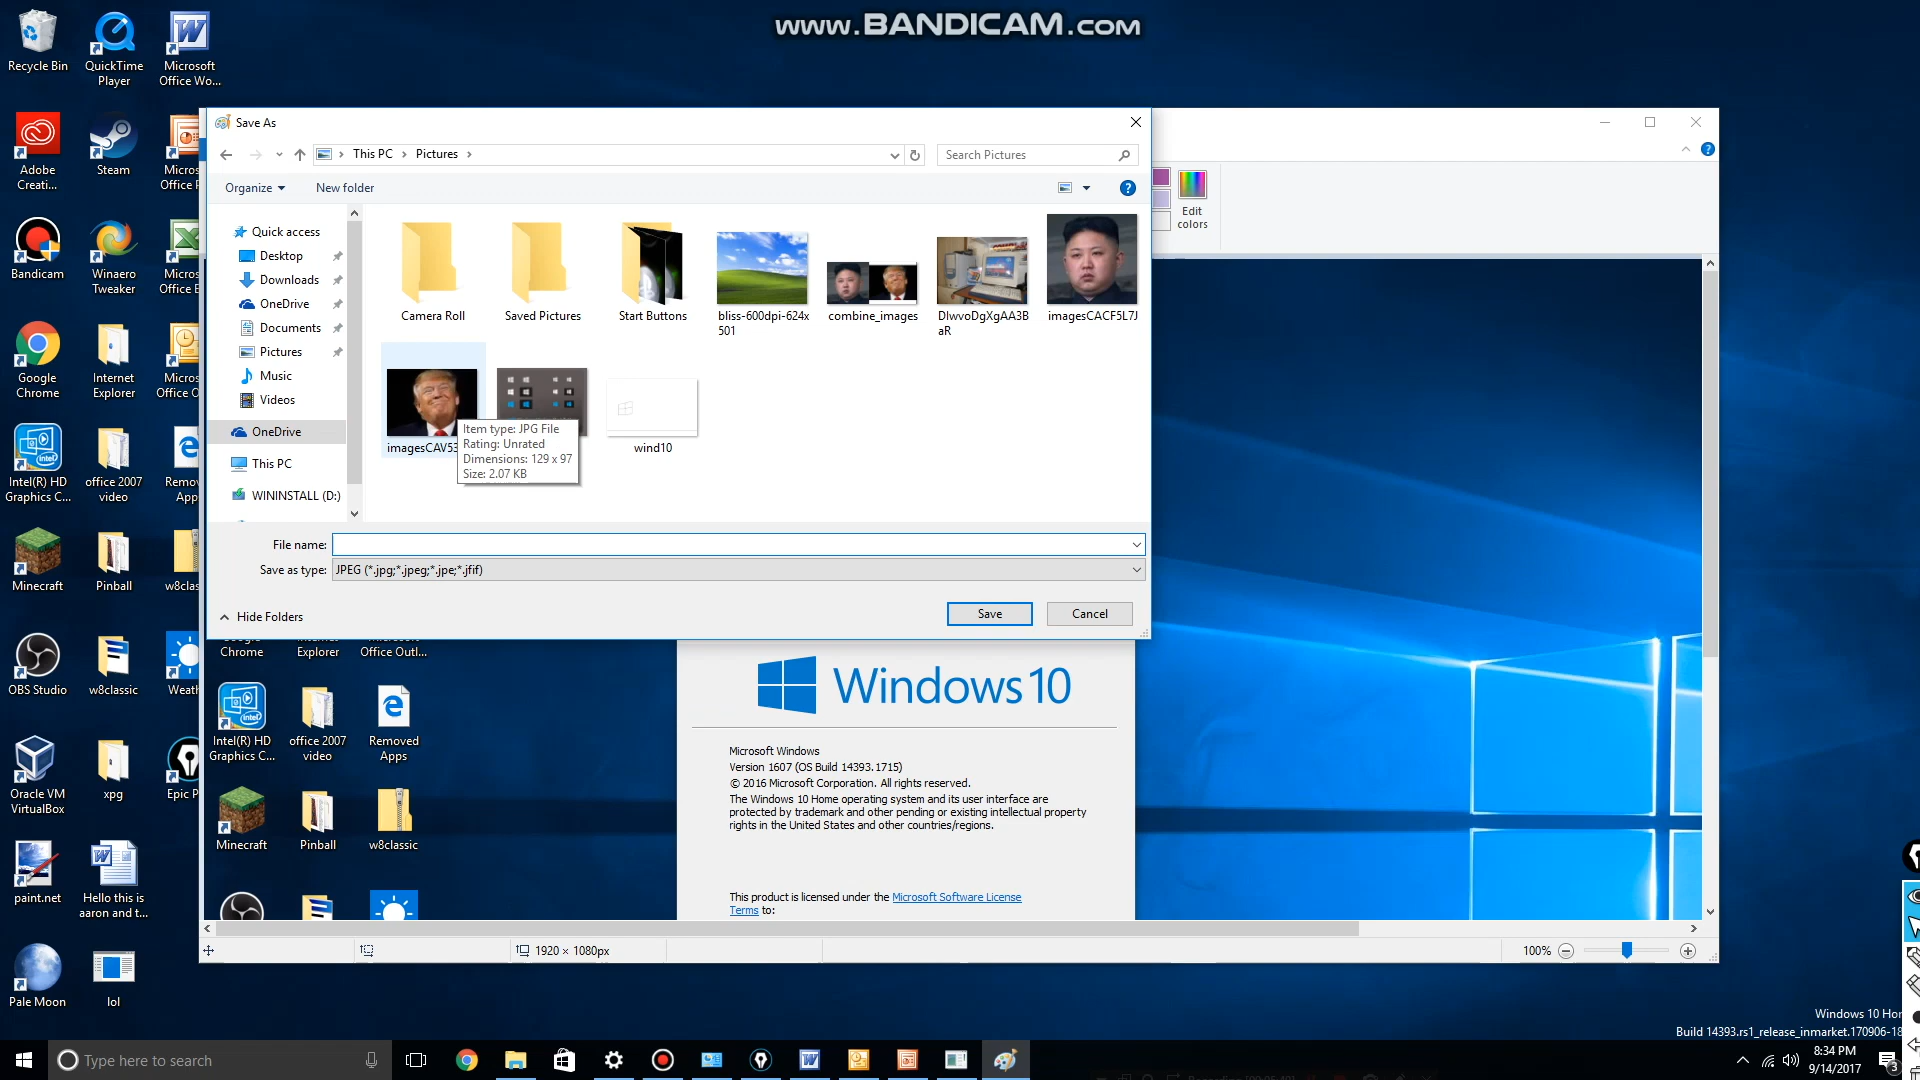 www.BANDICAM.com
Recycle Bin
QuickTime
Player
Microsoft
Office Wo...
Adobe
Creati...
Steam
Micros
Office P
Bandicam
Winaero
Tweaker
Micros
Office E
Google
Chrome
Internet
Explorer
Micros
Office O
Intel(R) HD
Graphics C...
office 2007
video
Remov
App
Minecraft
Pinball
w8clas
OBS Studio
w8classic
Weath
Oracle VM
VirtualBox
xpg
Epic P
paint.net
Hello this is
aaron and t...
Pale Moon
lol
Save As
This PC
Pictures
Search Pictures
Organize
New folder
Quick access
Desktop
Downloads
OneDrive
Documents
Pictures
Music
Videos
OneDrive
This PC
WININSTALL (D:)
Camera Roll
Saved Pictures
Start Buttons
bliss-600dpi-624x
501
combine_images
DlwvoDgXgAA3B
aR
imagesCACF5L7J
imagesCAV53
wind10
Item type: JPG File
Rating: Unrated
Dimensions: 129 x 97
Size: 2.07 KB
File name:
Save as type:
JPEG (*.jpg;*.jpeg;*.jpe;*.jfif)
Hide Folders
Save
Cancel
Edit
colors
Chrome
Explorer
Office Outl...
Intel(R) HD
Graphics C...
office 2007
video
Removed
Apps
Minecraft
Pinball
w8classic
Windows 10
Microsoft Windows
Version 1607 (OS Build 14393.1715)
© 2016 Microsoft Corporation. All rights reserved.
The Windows 10 Home operating system and its user interface are
protected by trademark and other pending or existing intellectual property
rights in the United States and other countries/regions.
This product is licensed under the Microsoft Software License
Terms to:
1920 × 1080px
100%
Windows 10 Hom
Build 14393.rs1_release_inmarket.170906-18
Type here to search
8:34 PM
9/14/2017
3